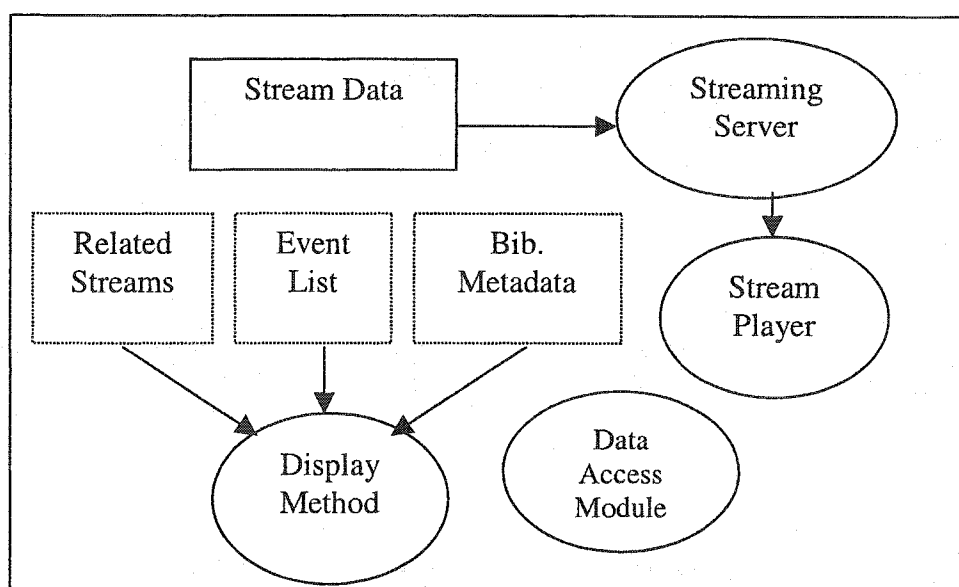 Stream Data
Streaming
Server
Related
Streams
Event
List
Bib.
Metadata
Stream
Player
Display
Method
Data
Access
Module